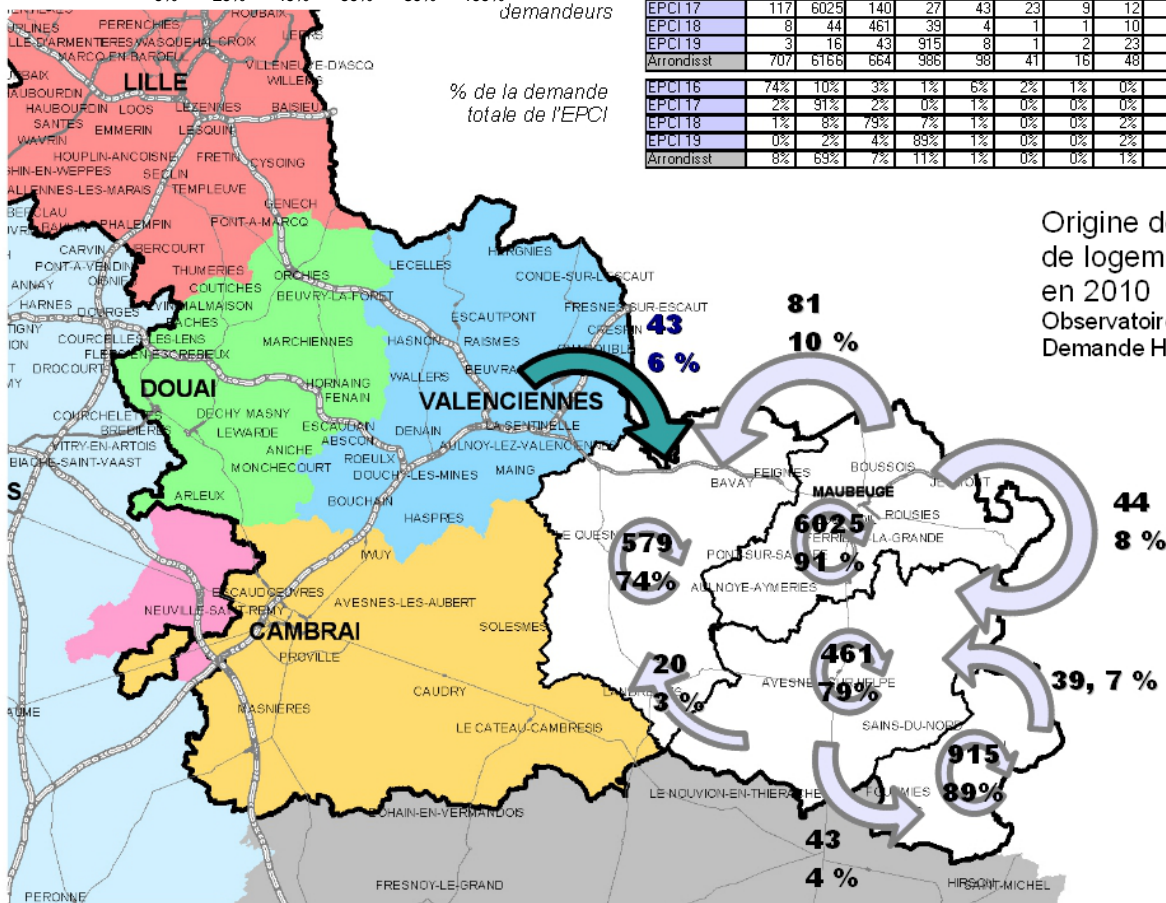 demandeurs
EPCI 17 117 6025 140 27 43 23 9 12
EPCI 18 8 44 461 39 4 1 1 10
EPCI 19 3 16 43 915 8 1 2 23
Arrondisst 707 6166 664 986 98 41 16 48
% de la demande
totale de l'EPCI
EPCI 16 74% 10% 3% 1% 6% 2% 1% 0%
EPCI 17 2% 91% 2% 0% 1% 0% 0% 0%
EPCI 18 1% 8% 79% 7% 1% 0% 0% 2%
EPCI 19 0% 2% 4% 89% 1% 0% 0% 2%
Arrondisst 8% 69% 7% 11% 1% 0% 0% 1%
Origine d
de logem
en 2010
Observatoir
Demande H
ROUBAIX
PERENCHIES
WASQUEHAL CROIX
MARCQ-EN-BAROEUL
VILLENEUVE-D'ASCQ
LILLE
WILLEMS
HAUBOURDIN LOOS LEZENNES BAISIEUX
SANTES
EMMERIN LESQUIN
WAVRIN
HOUPLIN-ANCOISNE FRETIN CYSOING
SECLIN
ALLENNES-LES-MARAIS TEMPLEUVE
GENECH
PHALEMPIN PONT-A-MARCQ
CARVIN
PONT-A-VENDIN
THUMERIES ORCHIES
ANNAY
COUTICHES
HARNES
DOURGES
BEUVRY-LA-FORET
COURCELLES-LES-LENS
MARCHIENNES
FLERS-EN-ESCREBIEUX
DROCOURT
DOUAI
HORNAING
FENAIN
DECHY MASNY
LEWARDE
ESCAUDAIN
ABSCON
ANICHE
VITRY-EN-ARTOIS
BIACHE-SAINT-VAAST
MONCHECOURT
ROEULX
ARLEUX
LECELLES
HERGNIES
CONDE-SUR-L'ESCAUT
FRESNES-SUR-ESCAUT
ESCAUTPONT
CRESPIN
HASNON RAISMES
WALLERS
VALENCIENNES
LA SENTINELLE
DENAIN AULNOY-LEZ-VALENCIENNES
DOUCHY-LES-MINES MAING
BOUCHAIN
HASPRES
43
6 %
81
10 %
44
8 %
39, 7 %
BAVAY
FEIGNIES
BOUSSOIS
JEUMONT
MAUBEUGE
ROUSIES
6025
91 %
579
74%
AULNOYE-AYMERIES
461
79%
20
3 %
SAINS-DU-NORD
915
89%
43
4 %
IWUY
ESCAUDOEUVRES
AVESNES-LES-AUBERT
NEUVILLE-SAINT-REMY
SOLESMES
CAMBRAI
PROVILLE
CAUDRY
MASNIERES
LE CATEAU-CAMBRESIS
LE-NOUVION-EN-THIERACHE
BOHAIN-EN-VERMANDOIS
FRESNOY-LE-GRAND
HIRSON
SAINT-MICHEL
PERONNE